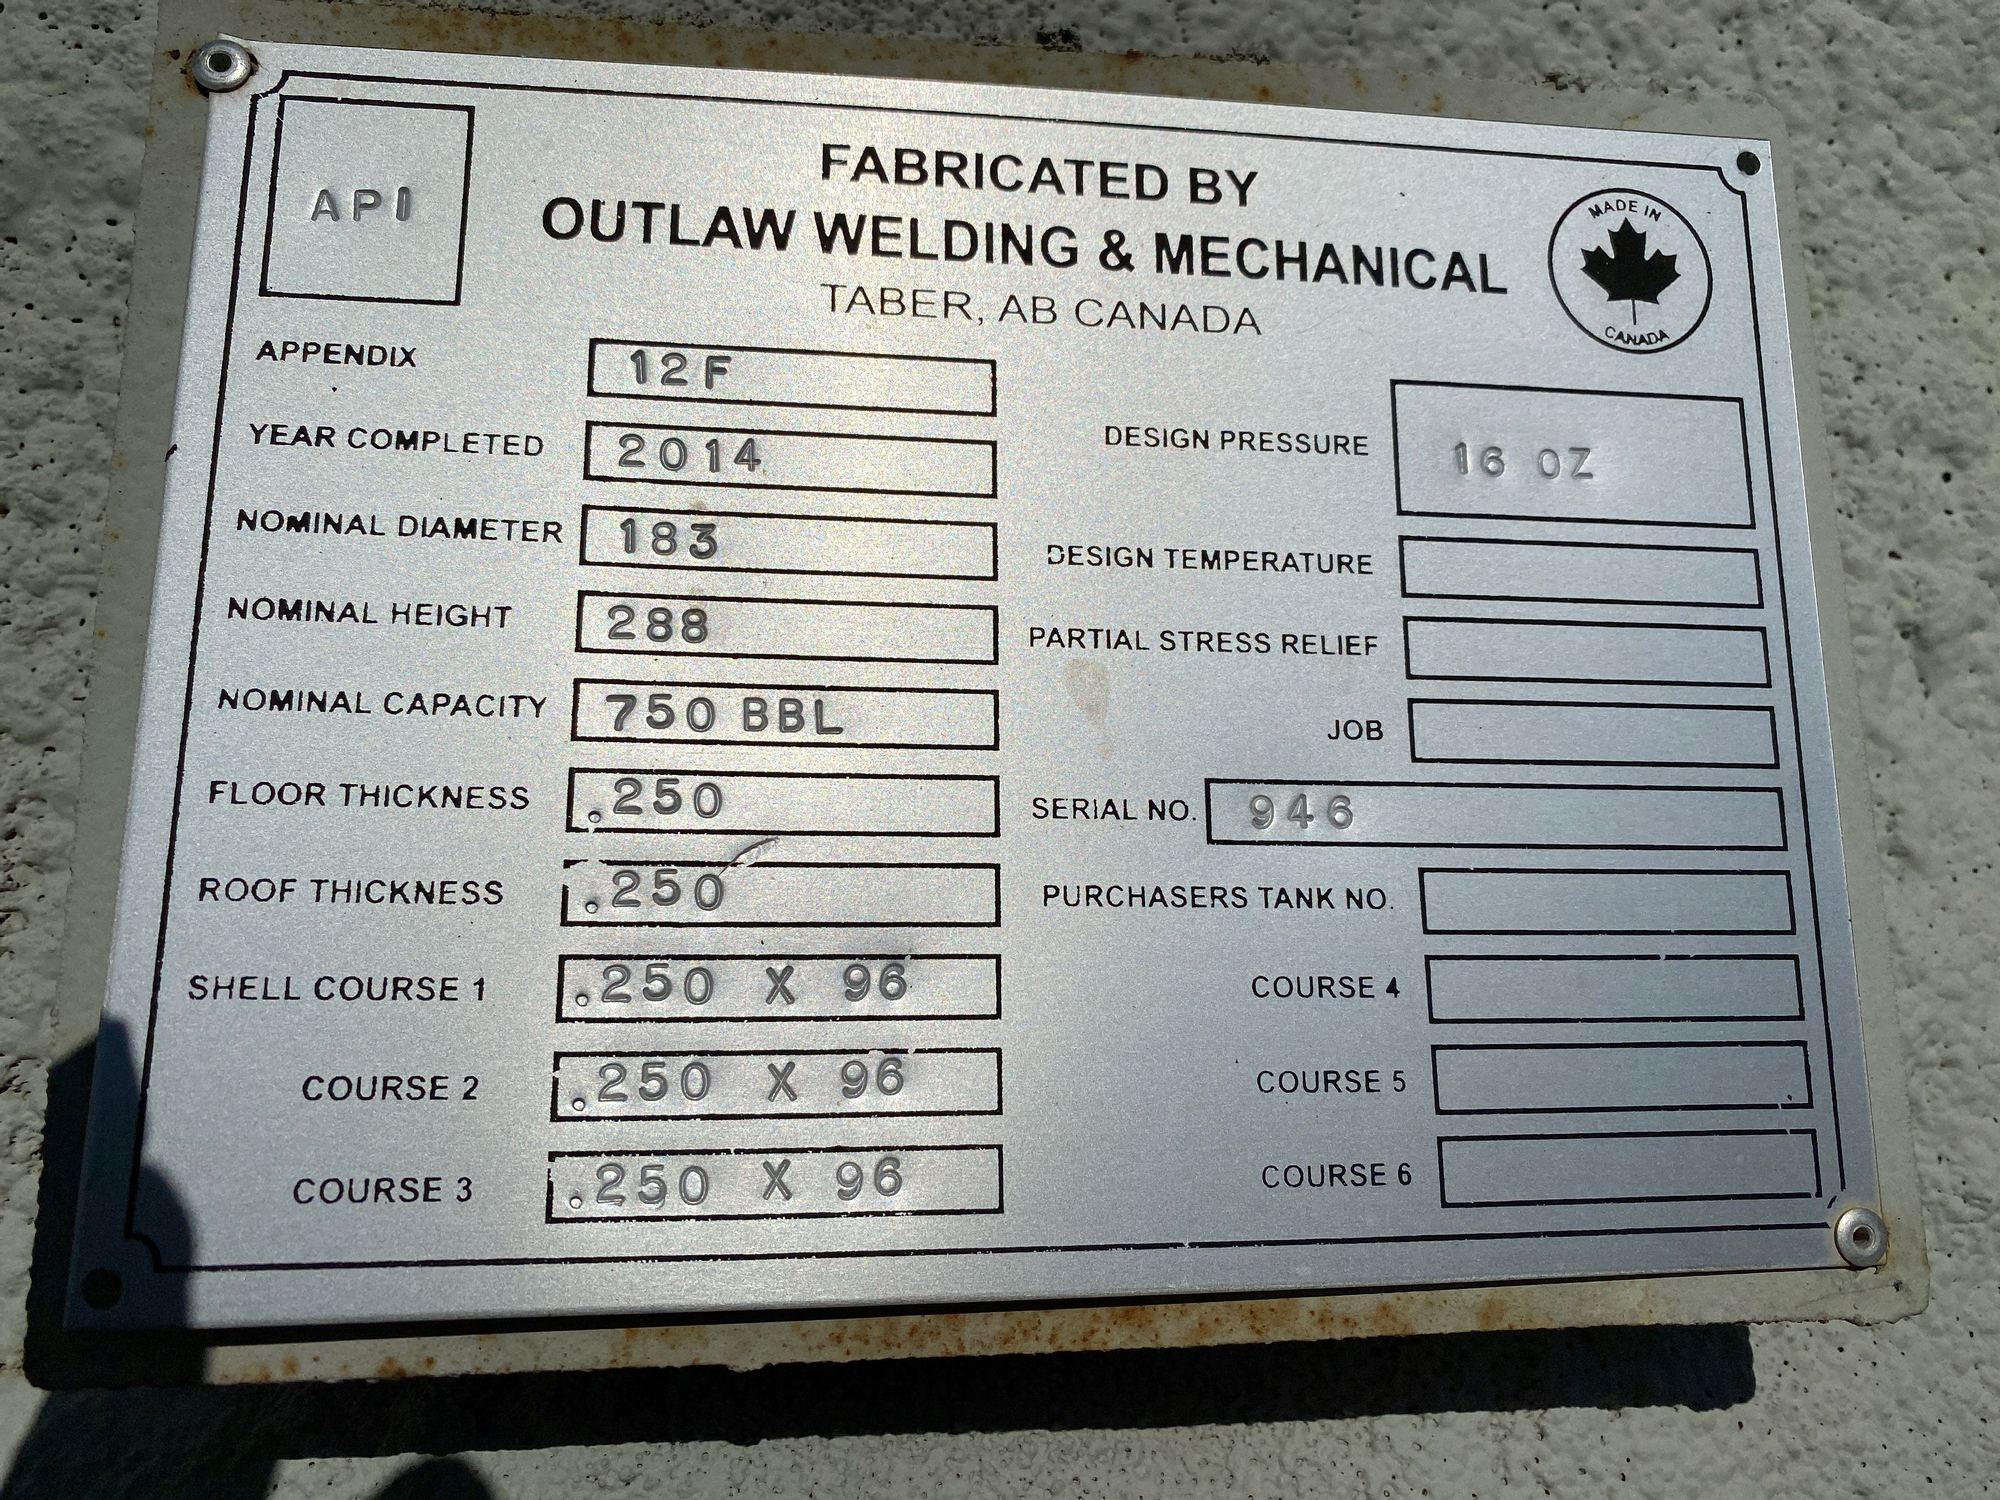 API
FABRICATED BY
OUTLAW WELDING & MECHANICAL
TABER, AB CANADA
MADE IN
CANADA
APPENDIX 12F
YEAR COMPLETED 2014
NOMINAL DIAMETER 183
NOMINAL HEIGHT 288
NOMINAL CAPACITY 750 BBL
FLOOR THICKNESS .250
ROOF THICKNESS .250
SHELL COURSE 1 .250 X 96
COURSE 2 .250 X 96
COURSE 3 .250 X 96
DESIGN PRESSURE 16 OZ
DESIGN TEMPERATURE
PARTIAL STRESS RELIEF
JOB
SERIAL NO. 946
PURCHASERS TANK NO.
COURSE 4
COURSE 5
COURSE 6